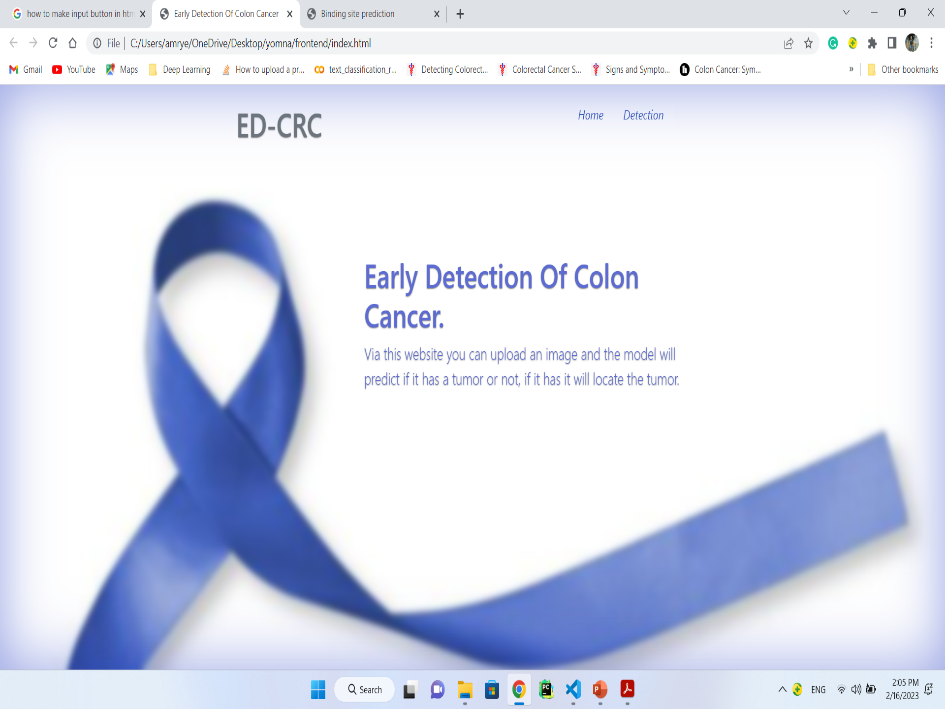 how to make input button in htm
Early Detection Of Colon Cancer
Binding site prediction
File | C:/Users/amrye/OneDrive/Desktop/yomna/frontend/index.html
Gmail YouTube Maps Deep Learning How to upload a pr... text_classification_r... Detecting Colorect... Colorectal Cancer S... Signs and Sympto... Colon Cancer: Sym... » Other bookmarks
ED-CRC
Home Detection
Early Detection Of Colon
Cancer.
Via this website you can upload an image and the model will
predict if it has a tumor or not, if it has it will locate the tumor.
Search
ENG
2:05 PM
2/16/2023